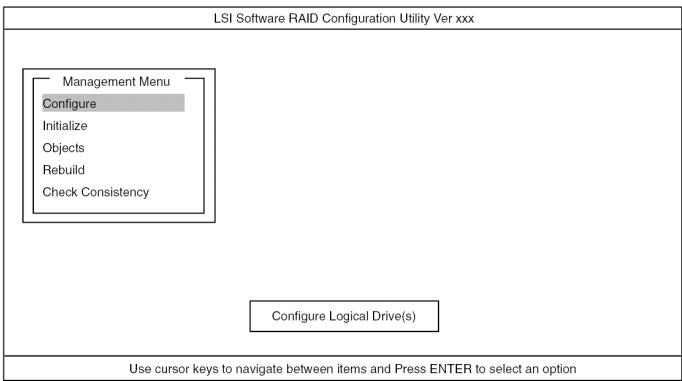 LSI Software RAID Configuration Utility Ver xxx
Management Menu
Configure
Initialize
Objects
Rebuild
Check Consistency
Configure Logical Drive(s)
Use cursor keys to navigate between items and Press ENTER to select an option